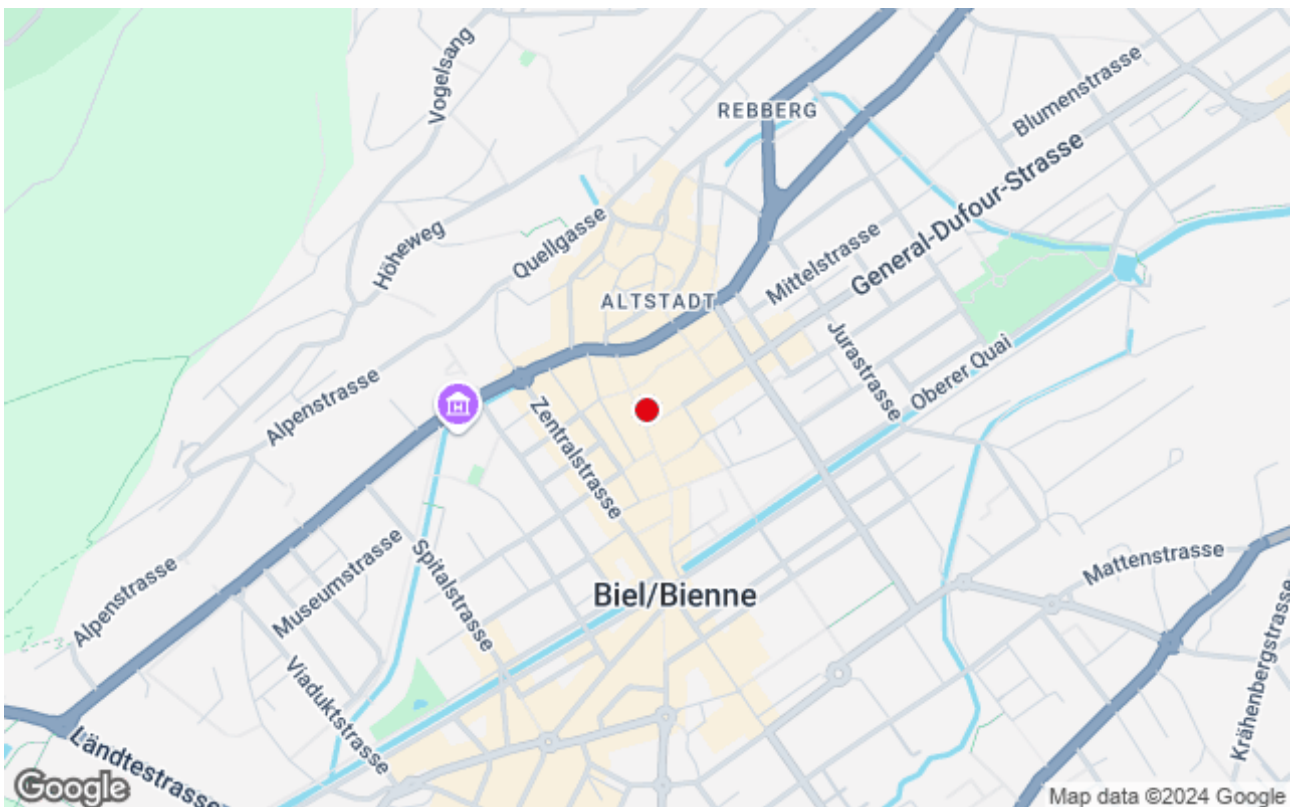 Vogelsang
REBBERG
Blumenstrasse
General-Dufour-Strasse
Höheweg
Quellgasse
Mittelstrasse
ALTSTADT
Jurastrasse
Oberer Quai
Alpenstrasse
Zentralstrasse
Spitalstrasse
Museumstrasse
Mattenstrasse
Alpenstrasse
Biel/Bienne
Viaduktstrasse
Krähenbergstrasse
Ländtestrasse
Google
Map data ©2024 Google